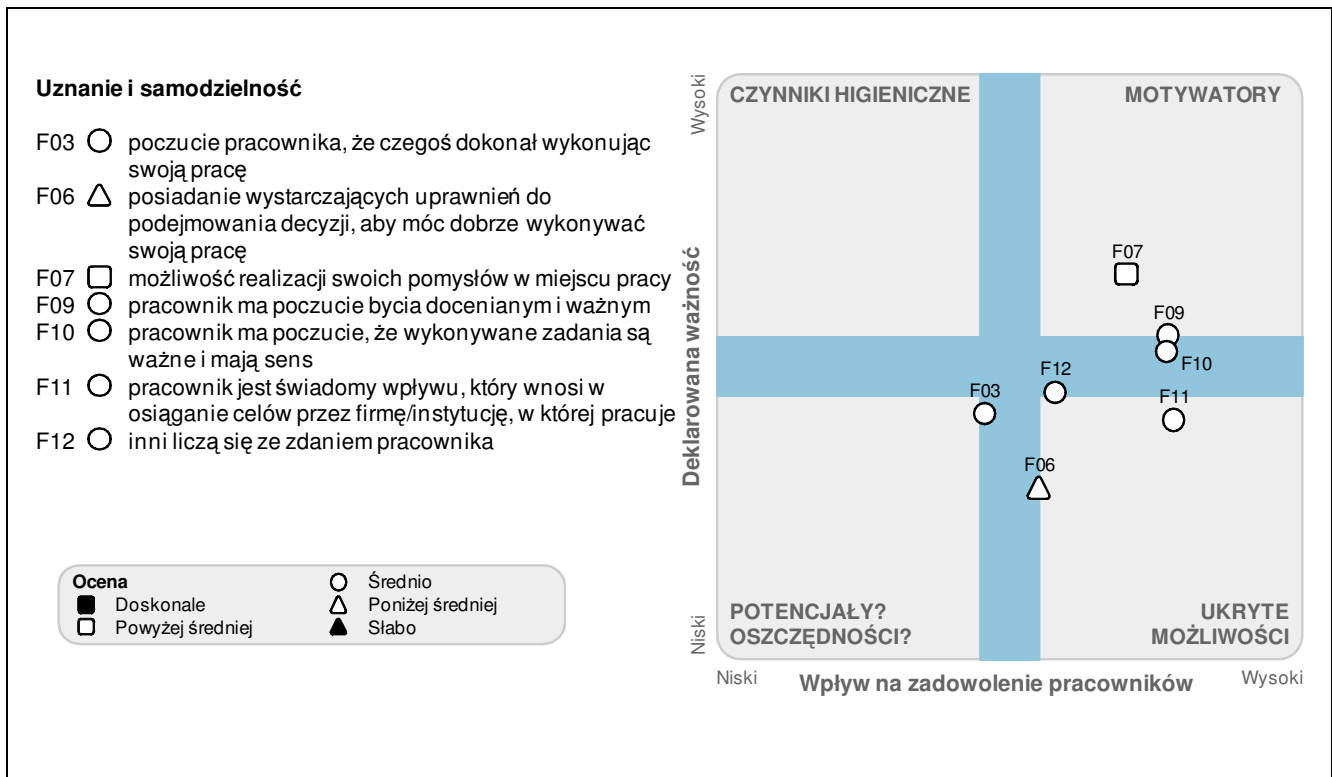 Uznanie i samodzielność
F03 poczucie pracownika, że czegoś dokonał wykonując
swoją pracę
F06 posiadanie wystarczających uprawnień do
podejmowania decyzji, aby móc dobrze wykonywać
swoją pracę
F07 możliwość realizacji swoich pomysłów w miejscu pracy
F09 pracownik ma poczucie bycia docenianym i ważnym
F10 pracownik ma poczucie, że wykonywane zadania są
ważne i mają sens
F11 pracownik jest świadomy wpływu, który wnosi w
osiąganie celów przez firmę/instytucję, w której pracuje
F12 inni liczą się ze zdaniem pracownika
Ocena
Doskonale
Powyżej średniej
Średnio
Poniżej średniej
Słabo
Wysoki
Deklarowana ważność
Niski
CZYNNIKI HIGIENICZNE
MOTYWATORY
F07
F09
F10
F12
F03
F11
F06
POTENCJAŁY?
OSZCZĘDNOŚCI?
UKRYTE
MOŻLIWOŚCI
Niski
Wpływ na zadowolenie pracowników
Wysoki